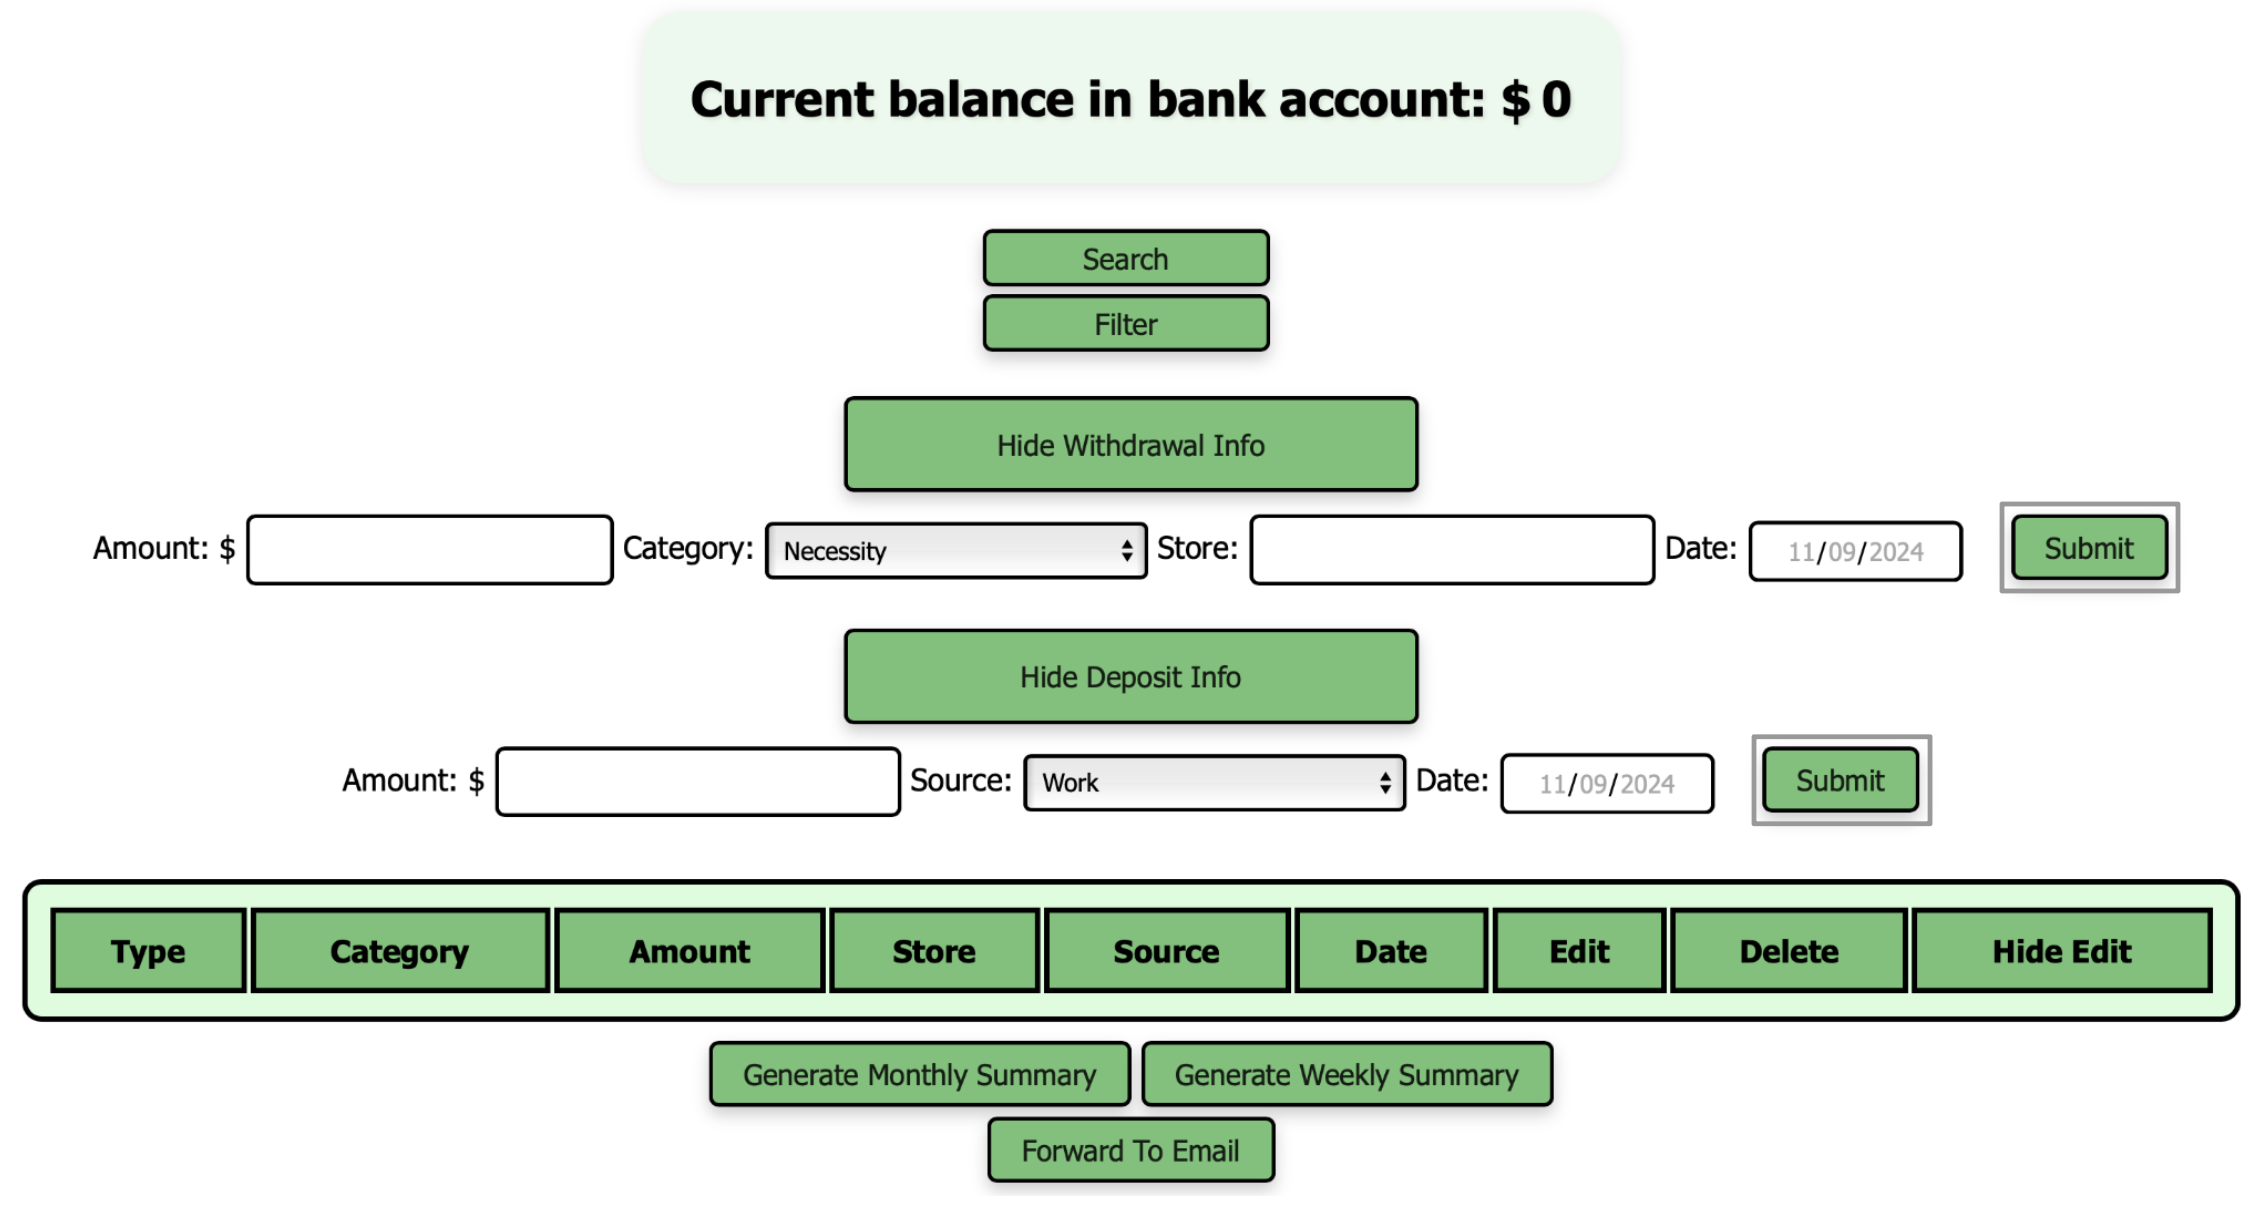 Current balance in bank account: $ 0
Search
Filter
Hide Withdrawal Info
Amount: $ Category: Necessity Store: Date: 11/09/2024 Submit
Hide Deposit Info
Amount: $ Source: Work Date: 11/09/2024 Submit
Type Category Amount Store Source Date Edit Delete Hide Edit
Generate Monthly Summary Generate Weekly Summary
Forward To Email